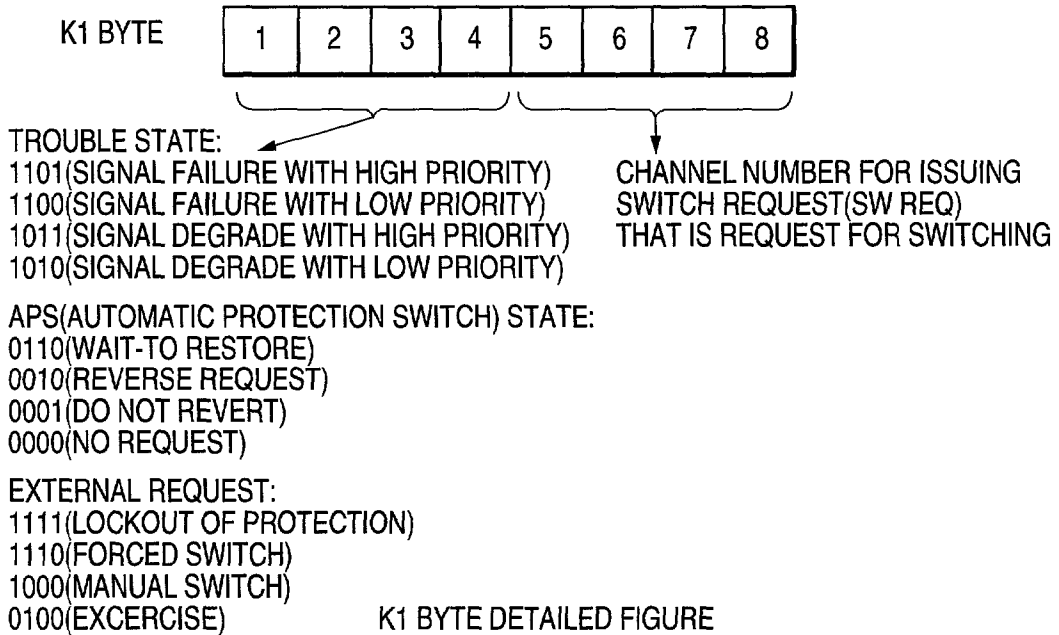 K1 BYTE 1 2 3 4 5 6 7 8
TROUBLE STATE:
1101(SIGNAL FAILURE WITH HIGH PRIORITY)
1100(SIGNAL FAILURE WITH LOW PRIORITY)
1011(SIGNAL DEGRADE WITH HIGH PRIORITY)
1010(SIGNAL DEGRADE WITH LOW PRIORITY)
CHANNEL NUMBER FOR ISSUING
SWITCH REQUEST(SW REQ)
THAT IS REQUEST FOR SWITCHING
APS(AUTOMATIC PROTECTION SWITCH) STATE:
0110(WAIT-TO RESTORE)
0010(REVERSE REQUEST)
0001(DO NOT REVERT)
0000(NO REQUEST)
EXTERNAL REQUEST:
1111(LOCKOUT OF PROTECTION)
1110(FORCED SWITCH)
1000(MANUAL SWITCH)
0100(EXCERCISE)
K1 BYTE DETAILED FIGURE